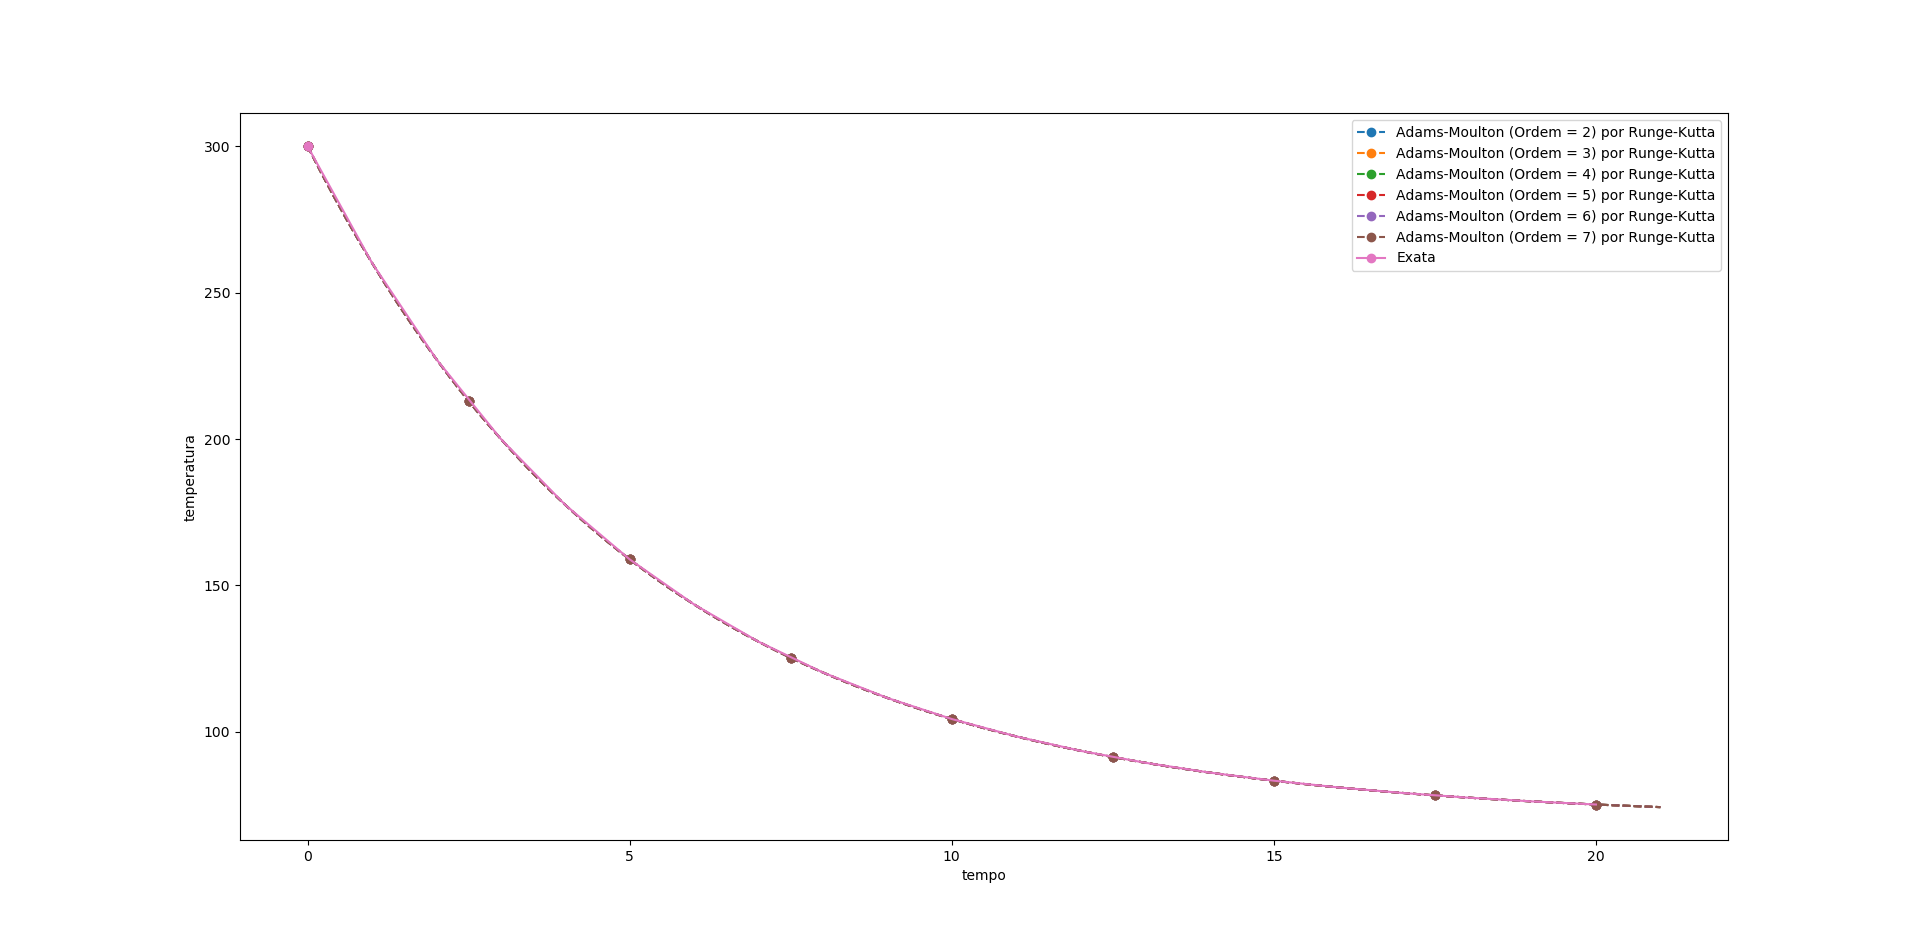 Adams-Moulton (Ordem = 2) por Runge-Kutta
Adams-Moulton (Ordem = 3) por Runge-Kutta
Adams-Moulton (Ordem = 4) por Runge-Kutta
Adams-Moulton (Ordem = 5) por Runge-Kutta
Adams-Moulton (Ordem = 6) por Runge-Kutta
Adams-Moulton (Ordem = 7) por Runge-Kutta
Exata
300
250
200
150
100
temperatura
0 5 10 15 20
tempo